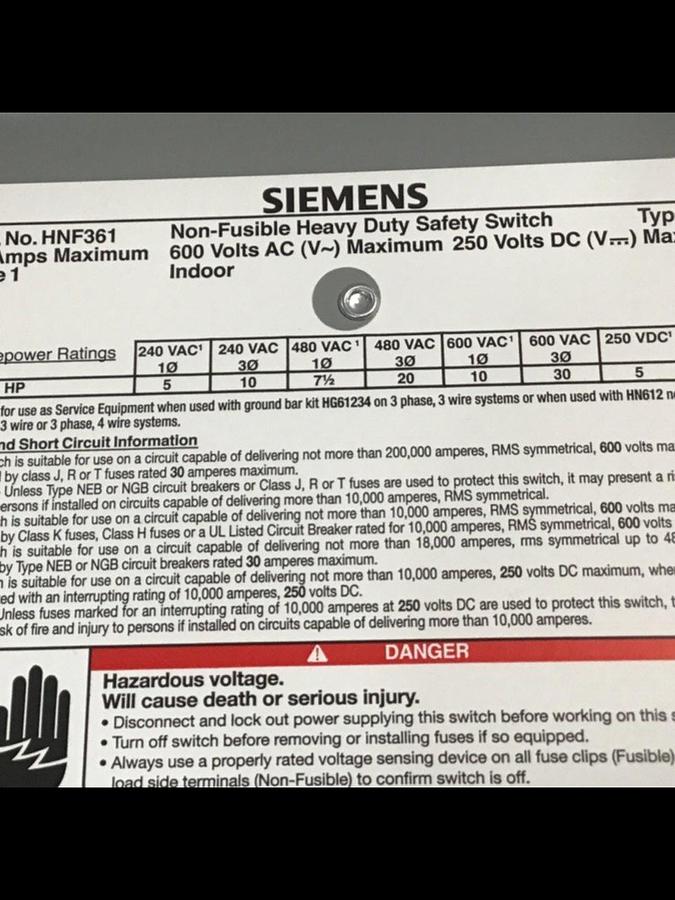 SIEMENS
No. HNF361
Non-Fusible Heavy Duty Safety Switch
Typ
Amps Maximum
600 Volts AC (V~) Maximum 250 Volts DC (V⎓) Ma
e 1
Indoor
epower Ratings
240 VAC¹ 240 VAC 480 VAC ¹ 480 VAC 600 VAC¹ 600 VAC 250 VDC¹
1Ø 3Ø 1Ø 3Ø 1Ø 3Ø
HP 5 10 7½ 20 10 30 5
for use as Service Equipment when used with ground bar kit HG61234 on 3 phase, 3 wire systems or when used with HN612 n
3 wire or 3 phase, 4 wire systems.
nd Short Circuit Information
ch is suitable for use on a circuit capable of delivering not more than 200,000 amperes, RMS symmetrical, 600 volts ma
by class J, R or T fuses rated 30 amperes maximum.
Unless Type NEB or NGB circuit breakers or Class J, R or T fuses are used to protect this switch, it may present a ri
ersons if installed on circuits capable of delivering more than 10,000 amperes, RMS symmetrical.
h is suitable for use on a circuit capable of delivering not more than 10,000 amperes, RMS symmetrical, 600 volts ma
by Class K fuses, Class H fuses or a UL Listed Circuit Breaker rated for 10,000 amperes, RMS symmetrical, 600 volts
h is suitable for use on a circuit capable of delivering not more than 18,000 amperes, rms symmetrical up to 48
by Type NEB or NGB circuit breakers rated 30 amperes maximum.
h is suitable for use on a circuit capable of delivering not more than 10,000 amperes, 250 volts DC maximum, whe
ed with an interrupting rating of 10,000 amperes, 250 volts DC.
Unless fuses marked for an interrupting rating of 10,000 amperes at 250 volts DC are used to protect this switch, t
sk of fire and injury to persons if installed on circuits capable of delivering more than 10,000 amperes.
DANGER
Hazardous voltage.
Will cause death or serious injury.
• Disconnect and lock out power supplying this switch before working on this s
• Turn off switch before removing or installing fuses if so equipped.
• Always use a properly rated voltage sensing device on all fuse clips (Fusible)
load side terminals (Non-Fusible) to confirm switch is off.